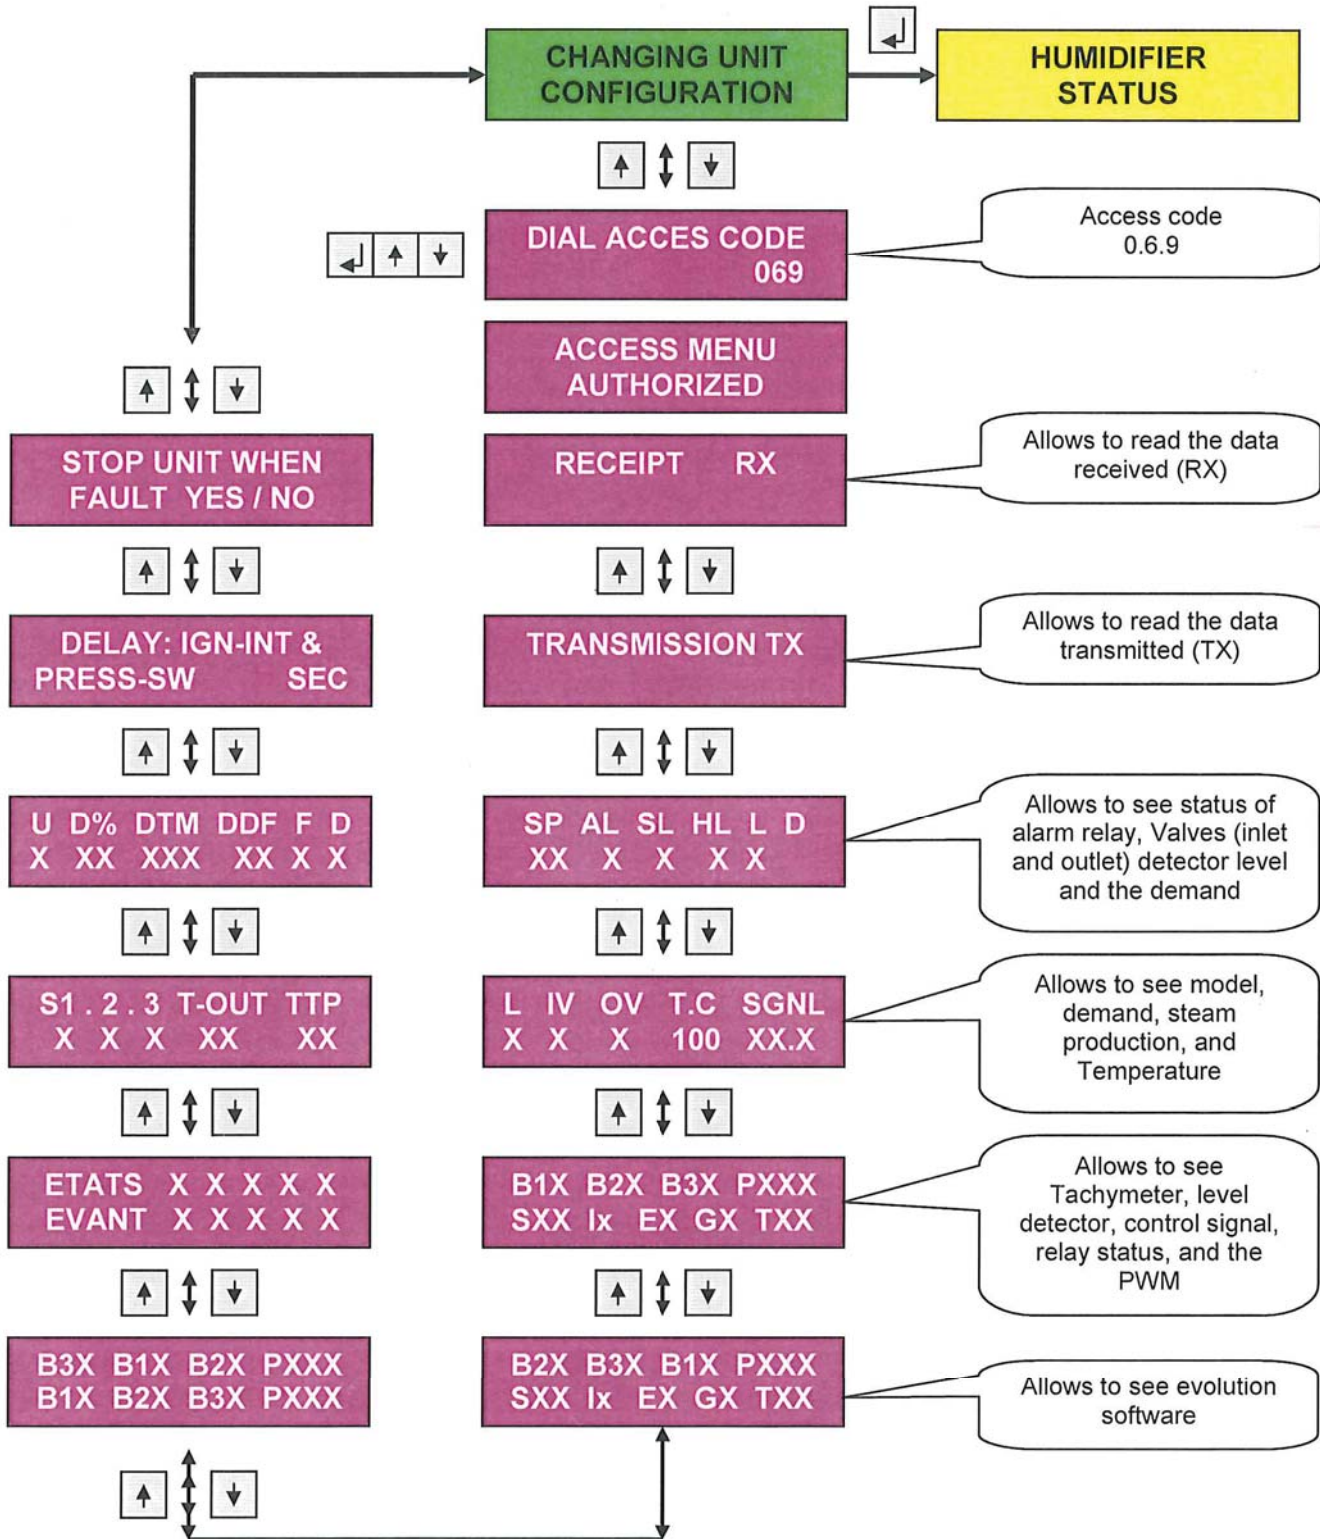 CHANGING UNIT
CONFIGURATION
HUMIDIFIER
STATUS
DIAL ACCES CODE
069
Access code
0.6.9
ACCESS MENU
AUTHORIZED
RECEIPT RX
Allows to read the data
received (RX)
TRANSMISSION TX
Allows to read the data
transmitted (TX)
SP AL SL HL L D
XX X X X X
Allows to see status of
alarm relay, Valves (inlet
and outlet) detector level
and the demand
L IV OV T.C SGNL
X X X 100 XX.X
Allows to see model,
demand, steam
production, and
Temperature
B1X B2X B3X PXXX
SXX Ix EX GX TXX
Allows to see
Tachymeter, level
detector, control signal,
relay status, and the
PWM
B2X B3X B1X PXXX
SXX Ix EX GX TXX
Allows to see evolution
software
STOP UNIT WHEN
FAULT YES / NO
DELAY: IGN-INT &
PRESS-SW SEC
U D% DTM DDF F D
X XX XXX XX X X
S1 . 2 . 3 T-OUT TTP
X X X XX XX
ETATS X X X X X
EVANT X X X X X
B3X B1X B2X PXXX
B1X B2X B3X PXXX